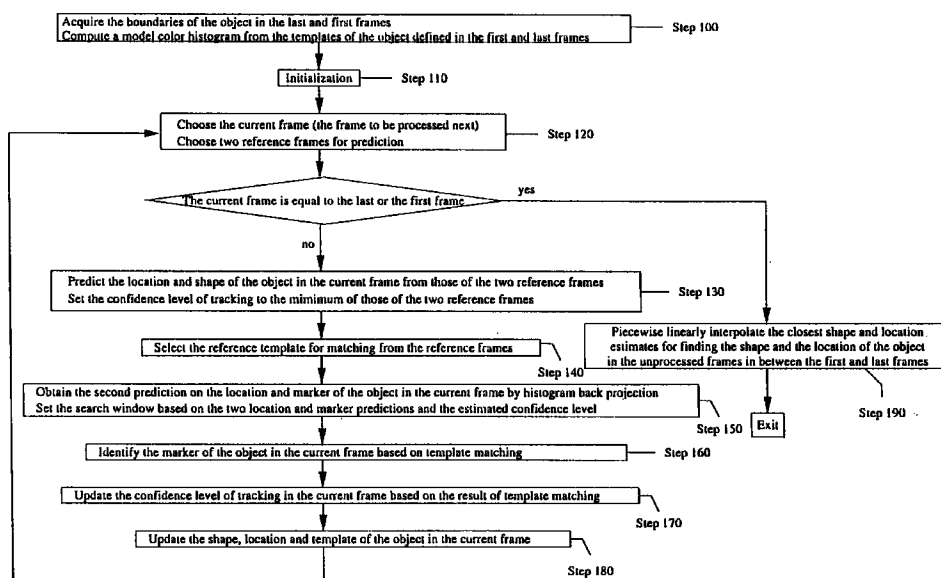 Acquire the boundaries of the object in the last and first frames
Compute a model color histogram from the templates of the object defined in the first and last frames
Step 100
Initialization
Step 110
Choose the current frame (the frame to be processed next)
Choose two reference frames for prediction
Step 120
The current frame is equal to the last or the first frame
yes
no
Predict the location and shape of the object in the current frame from those of the two reference frames
Set the confidence level of tracking to the minimum of those of the two reference frames
Step 130
Select the reference template for matching from the reference frames
Step 140
Piecewise linearly interpolate the closest shape and location
estimates for finding the shape and the location of the object
in the unprocessed frames in between the first and last frames
Step 190
Exit
Obtain the second prediction on the location and marker of the object in the current frame by histogram back projection
Set the search window based on the two location and marker predictions and the estimated confidence level
Step 150
Identify the marker of the object in the current frame based on template matching
Step 160
Update the confidence level of tracking in the current frame based on the result of template matching
Step 170
Update the shape, location and template of the object in the current frame
Step 180